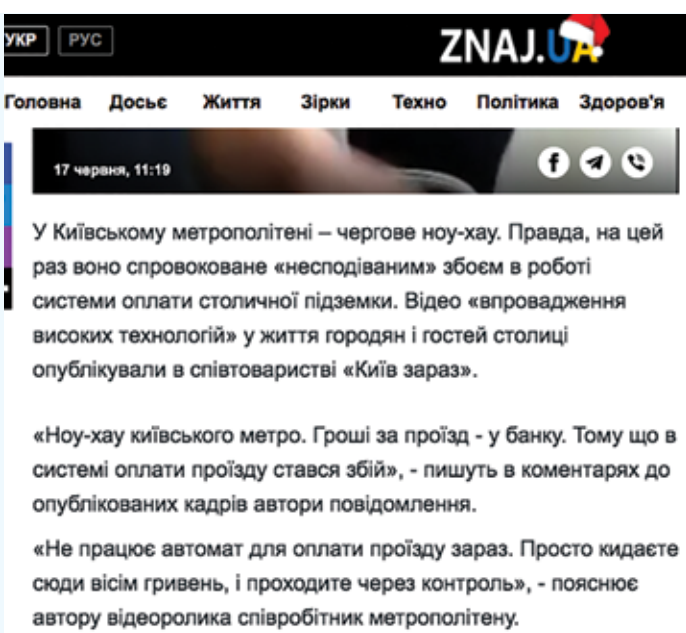 УКР РУС
ZNAJ.UA
Головна Досьє Життя Зірки Техно Політика Здоров'я
17 червня, 11:19
У Київському метрополітені – чергове ноу-хау. Правда, на цей
раз воно спровоковане «несподіваним» збоєм в роботі
системи оплати столичної підземки. Відео «впровадження
високих технологій» у життя городян і гостей столиці
опублікували в співтоваристві «Київ зараз».
«Ноу-хау київського метро. Гроші за проїзд - у банку. Тому що в
системі оплати проїзду стався збій», - пишуть в коментарях до
опублікованих кадрів автори повідомлення.
«Не працює автомат для оплати проїзду зараз. Просто кидаєте
сюди вісім гривень, і проходите через контроль», - пояснює
автору відеоролика співробітник метрополітену.